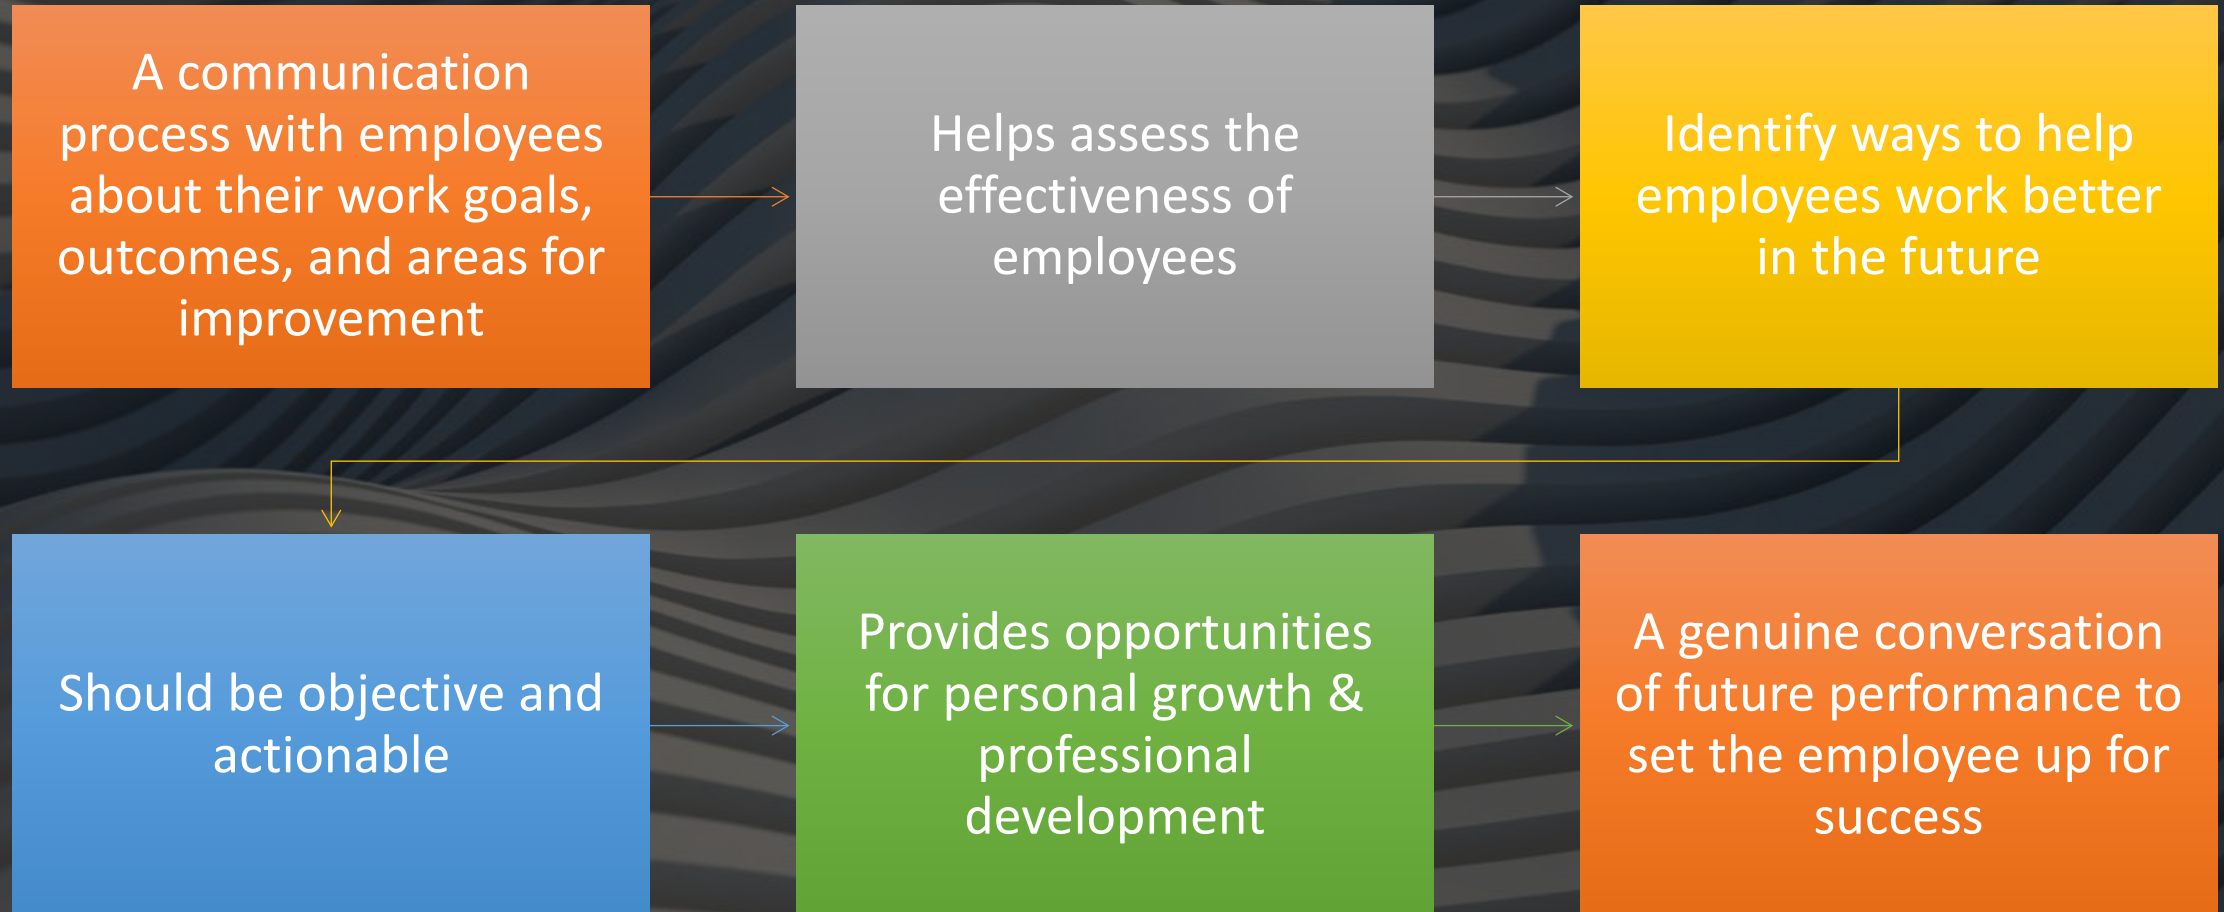 A communication
process with employees
about their work goals,
outcomes, and areas for
improvement
Helps assess the
effectiveness of
employees
Identify ways to help
employees work better
in the future
Should be objective and
actionable
Provides opportunities
for personal growth &
professional
development
A genuine conversation
of future performance to
set the employee up for
success